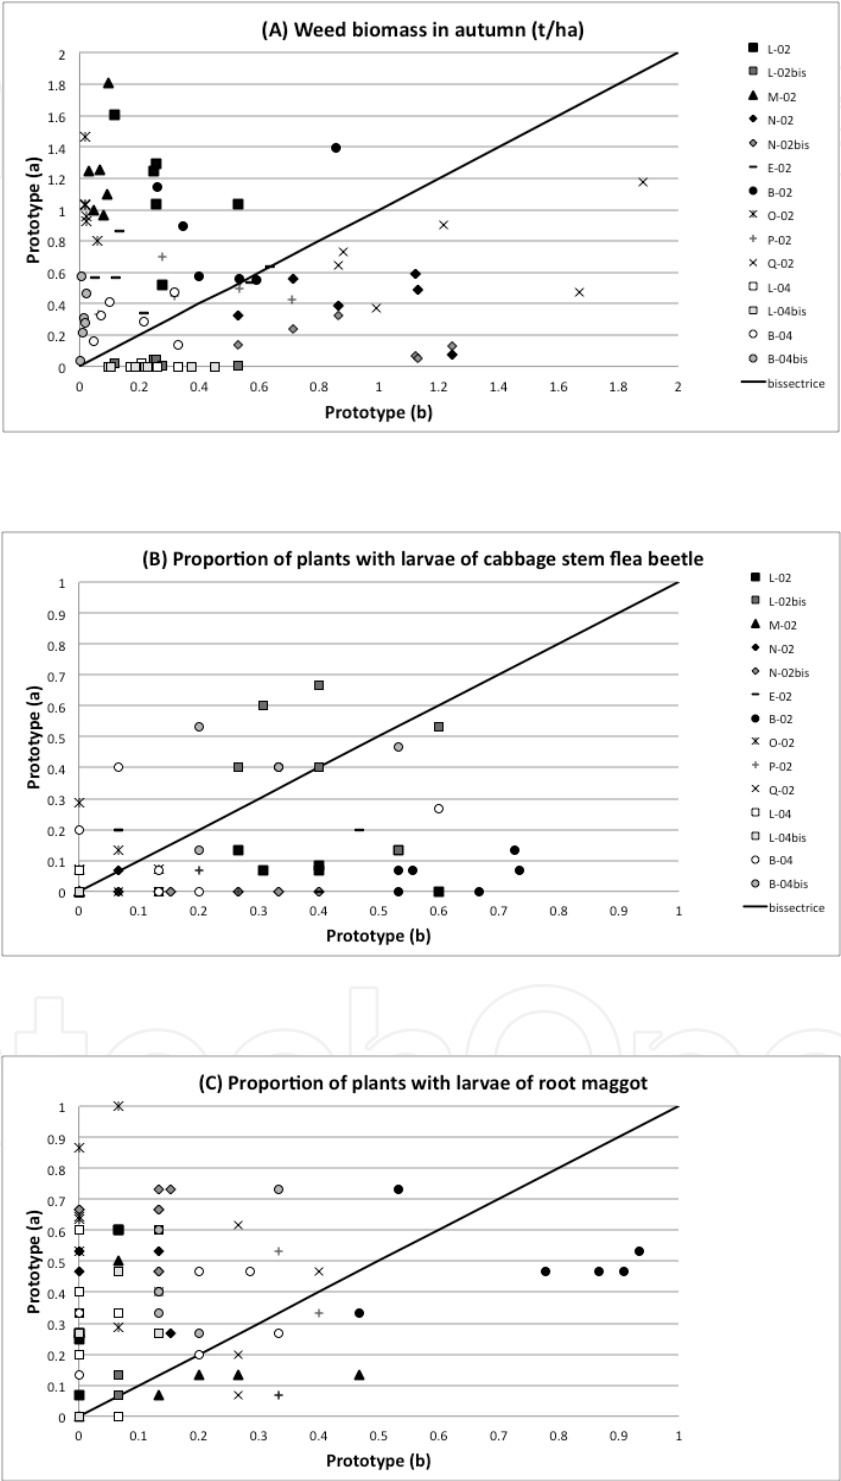 (A) Weed biomass in autumn (t/ha)
2
1.8
1.6
1.4
1.2
1
0.8
0.6
0.4
0.2
0
Prototype (a)
0 0.2 0.4 0.6 0.8 1 1.2 1.4 1.6 1.8 2
Prototype (b)
L-02
L-02bis
M-02
N-02
N-02bis
E-02
B-02
O-02
P-02
Q-02
L-04
L-04bis
B-04
B-04bis
bissectrice
(B) Proportion of plants with larvae of cabbage stem flea beetle
1
0.9
0.8
0.7
0.6
0.5
0.4
0.3
0.2
0.1
0
Prototype (a)
0 0.1 0.2 0.3 0.4 0.5 0.6 0.7 0.8 0.9 1
Prototype (b)
L-02
L-02bis
M-02
N-02
N-02bis
E-02
B-02
O-02
P-02
Q-02
L-04
L-04bis
B-04
B-04bis
bissectrice
(C) Proportion of plants with larvae of root maggot
1
0.9
0.8
0.7
0.6
0.5
0.4
0.3
0.2
0.1
0
Prototype (a)
0 0.1 0.2 0.3 0.4 0.5 0.6 0.7 0.8 0.9 1
Prototype (b)